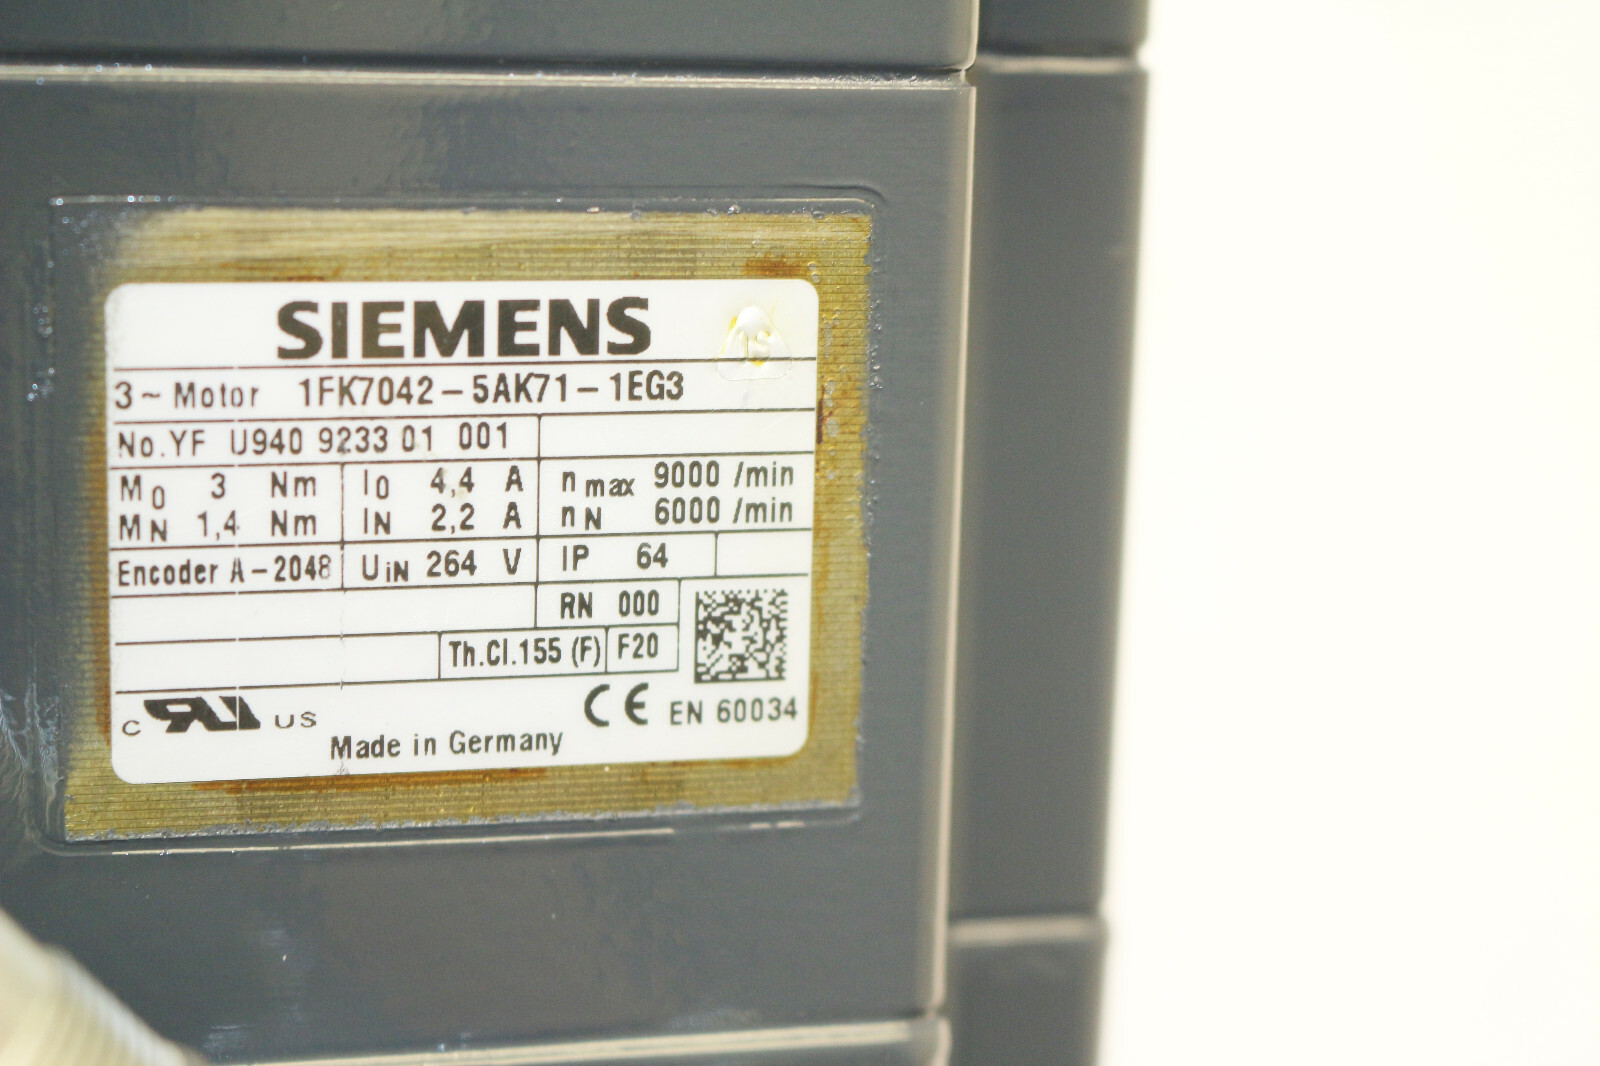 SIEMENS
3~Motor 1FK7042-5AK71-1EG3
No.YF U940 9233 01 001
M0 3 Nm I0 4,4 A nmax 9000 /min
MN 1,4 Nm IN 2,2 A nN 6000 /min
Encoder A-2048 UiN 264 V IP 64
RN 000
Th.Cl.155 (F) F20
c RU US CE EN 60034
Made in Germany